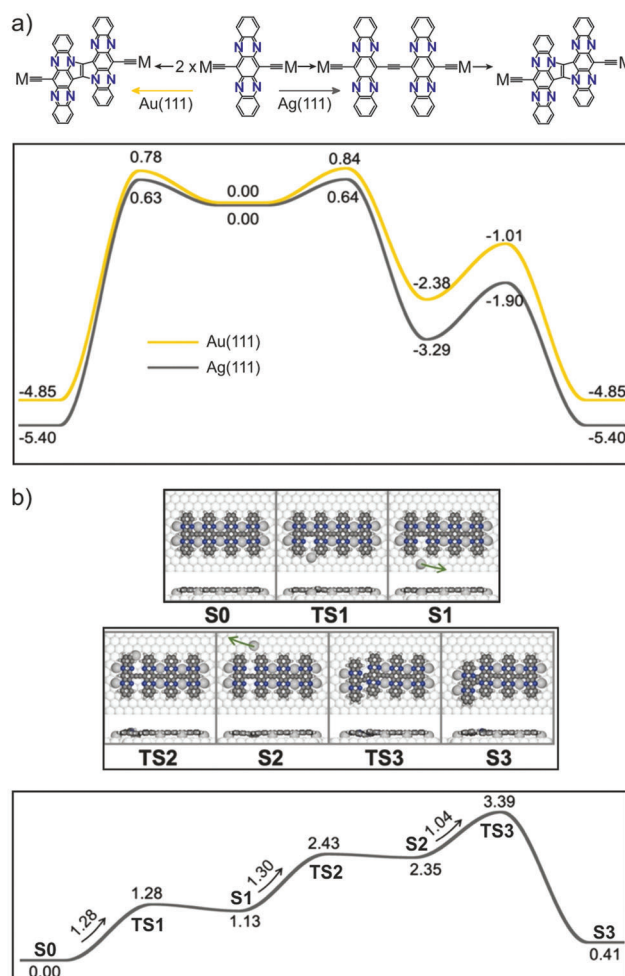 a)
M
N N
N N
N N
N N
M
2 x
M
N N
N N
M
M
N N
N N
N N
N N
M
M
N N
N N
N N
N N
M
Au(111)
Ag(111)
0.78
0.63
0.00
0.00
0.84
0.64
-1.01
-2.38
-1.90
-3.29
Au(111)
Ag(111)
-4.85
-5.40
-4.85
-5.40
b)
S0 TS1 S1
TS2 S2 TS3 S3
S0
0.00
1.28
1.28
TS1
S1
1.13
1.30
2.43
TS2
S2
2.35
1.04
3.39
TS3
S3
0.41